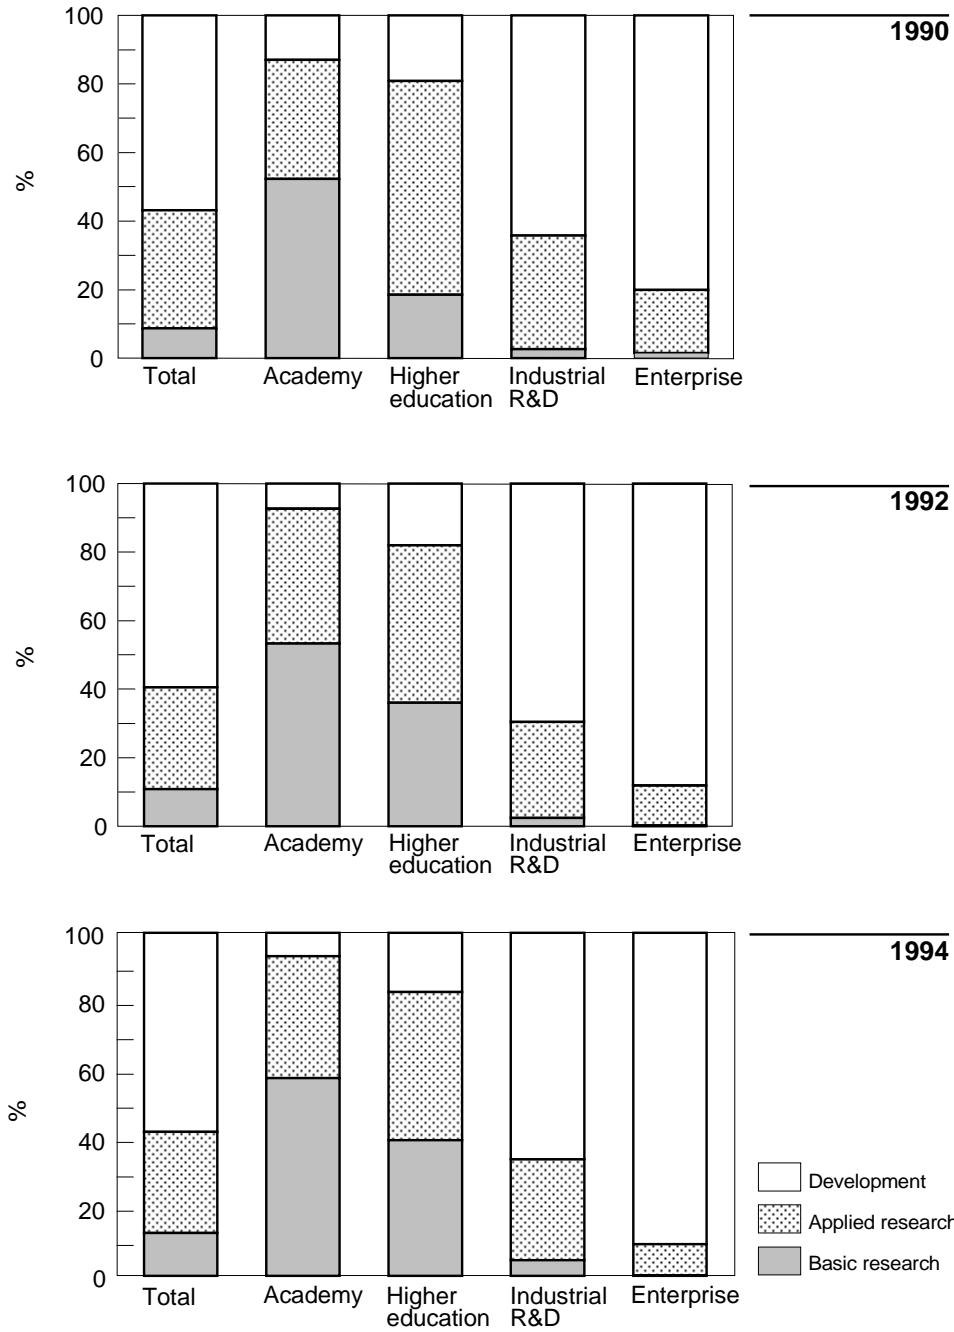 100
1990
80
60
%
40
20
0
Total
Academy
Higher
education
Industrial
R&D
Enterprise
100
1992
80
60
%
40
20
0
Total
Academy
Higher
education
Industrial
R&D
Enterprise
100
1994
80
60
%
40
20
0
Development
Applied research
Basic research
Total
Academy
Higher
education
Industrial
R&D
Enterprise